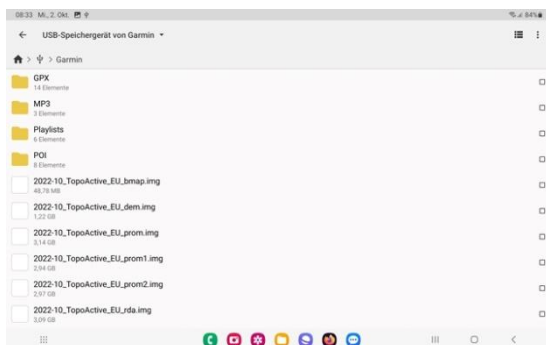 08:33 Mi., 2. Okt.
84%
USB-Speichergerät von Garmin
Garmin
GPX
14 Elemente
MP3
3 Elemente
Playlists
6 Elemente
POI
8 Elemente
2022-10_TopoActive_EU_bmap.img
48,78 MB
2022-10_TopoActive_EU_dem.img
1,22 GB
2022-10_TopoActive_EU_prom.img
3,14 GB
2022-10_TopoActive_EU_prom1.img
2,94 GB
2022-10_TopoActive_EU_prom2.img
2,97 GB
2022-10_TopoActive_EU_rda.img
3,09 GB